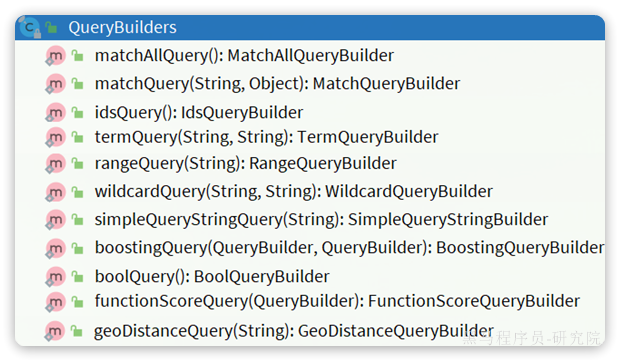 QueryBuilders
matchAllQuery(): MatchAllQueryBuilder
matchQuery(String, Object): MatchQueryBuilder
idsQuery(): IdsQueryBuilder
termQuery(String, String): TermQueryBuilder
rangeQuery(String): RangeQueryBuilder
wildcardQuery(String, String): WildcardQueryBuilder
simpleQueryStringQuery(String): SimpleQueryStringBuilder
boostingQuery(QueryBuilder, QueryBuilder): BoostingQueryBuilder
boolQuery(): BoolQueryBuilder
functionScoreQuery(QueryBuilder): FunctionScoreQueryBuilder
geoDistanceQuery(String): GeoDistanceQueryBuilder
黑马程序员-研究院